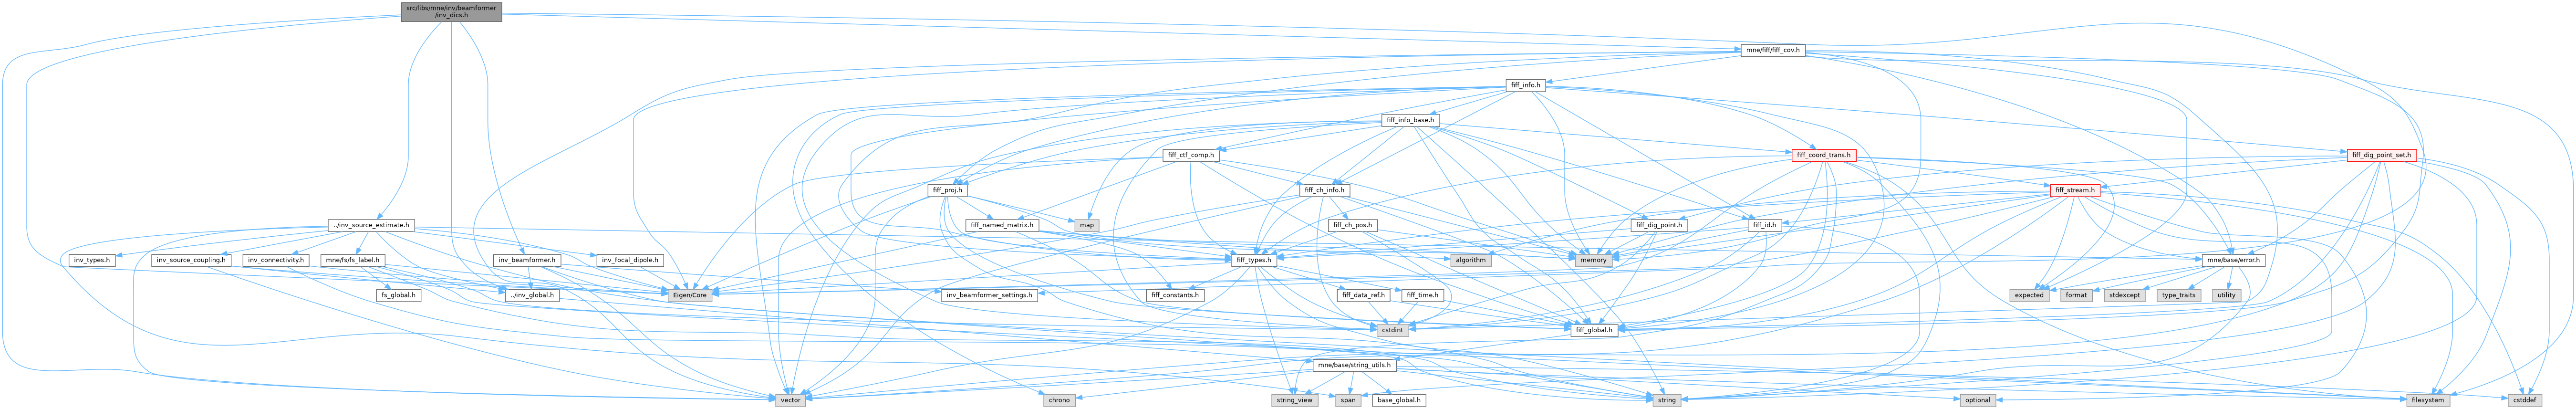 src/libs/mne/inv/beamformer
/inv_dics.h
mne/fiff/fiff_cov.h
fiff_info.h
fiff_info_base.h
fiff_ctf_comp.h
fiff_coord_trans.h
fiff_dig_point_set.h
fiff_proj.h
fiff_ch_info.h
fiff_stream.h
../inv_source_estimate.h
fiff_named_matrix.h
map
fiff_ch_pos.h
fiff_dig_point.h
fiff_id.h
inv_types.h
inv_source_coupling.h
inv_connectivity.h
mne/fs/fs_label.h
inv_beamformer.h
inv_focal_dipole.h
fiff_types.h
algorithm
memory
mne/base/error.h
fs_global.h
../inv_global.h
Eigen/Core
inv_beamformer_settings.h
fiff_constants.h
fiff_data_ref.h
fiff_time.h
expected
format
stdexcept
type_traits
utility
cstdint
fiff_global.h
mne/base/string_utils.h
vector
chrono
string_view
span
base_global.h
string
optional
filesystem
cstddef